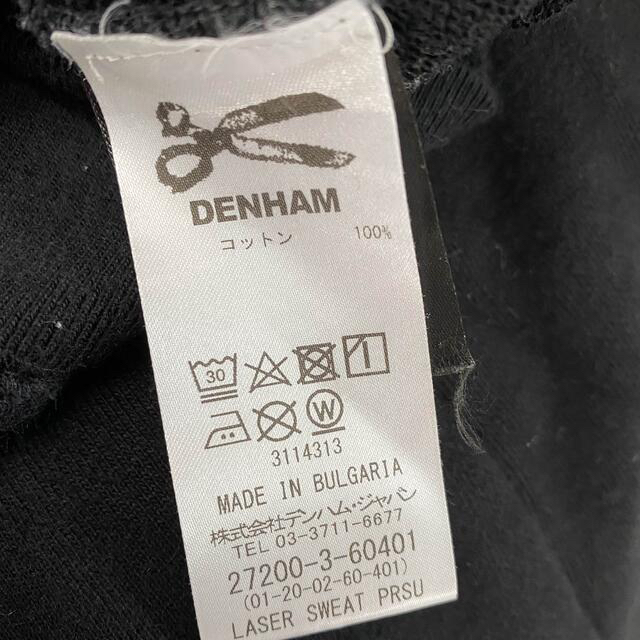 DENHAM
コットン 100%
30
W
3114313
MADE IN BULGARIA
株式会社デンハム・ジャパン
TEL 03-3711-6677
27200-3-60401
(01-20-02-60-401)
LASER SWEAT PRSU